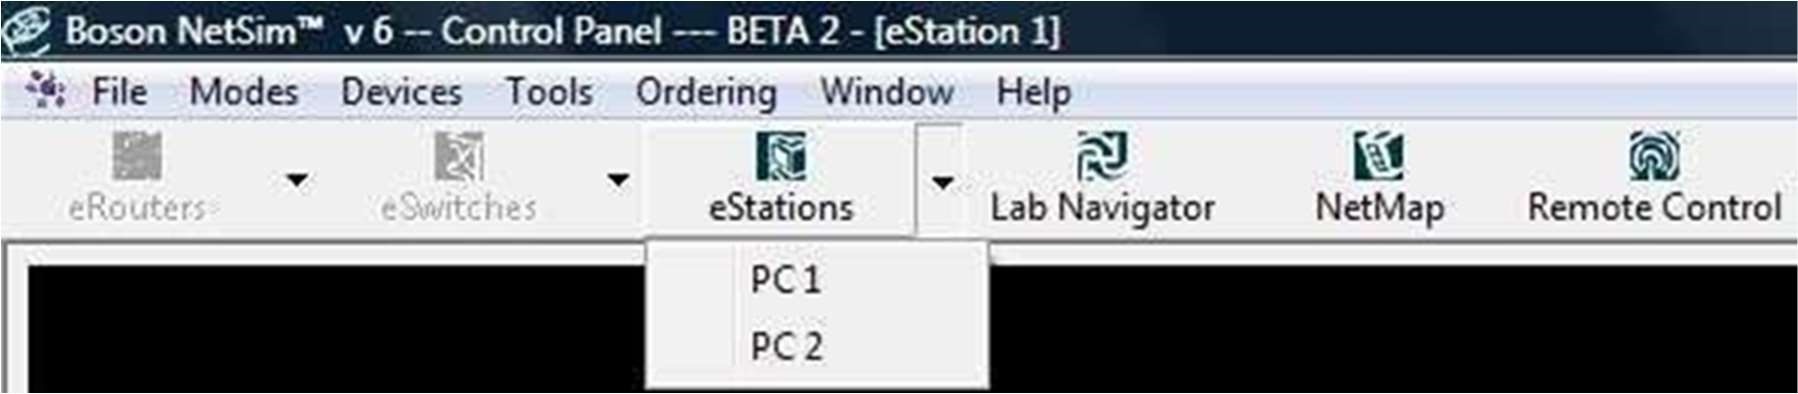 Boson NetSim™ v 6 -- Control Panel --- BETA 2 - [eStation 1]
File Modes Devices Tools Ordering Window Help
eRouters eSwitches eStations Lab Navigator NetMap Remote Control
PC 1
PC 2